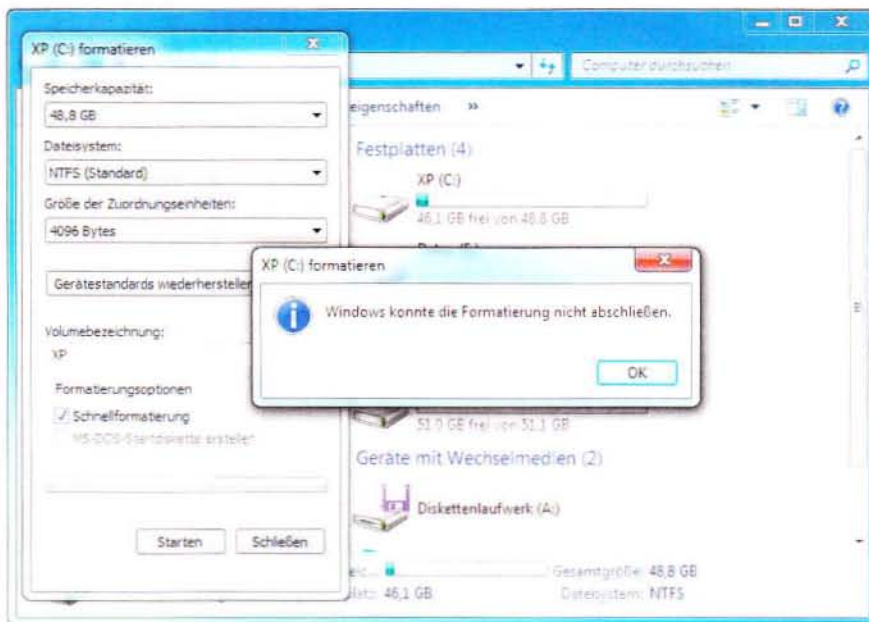 XP (C:) formatieren
Speicherkapazität:
48,8 GB
Dateisystem:
NTFS (Standard)
Größe der Zuordnungseinheiten:
4096 Bytes
Gerätestandards wiederherstellen
Volumebezeichnung:
XP
Formatierungsoptionen
Schnellformatierung
MS-DOS-Startdiskette erstellen
Starten
Schließen
Computer durchsuchen
eigenschaften »
Festplatten (4)
XP (C:)
46,1 GB frei von 48,8 GB
XP (C:) formatieren
Windows konnte die Formatierung nicht abschließen.
OK
51,0 GB frei von 51,1 GB
Geräte mit Wechselmedien (2)
Diskettenlaufwerk (A:)
Gesamtgröße: 48,8 GB
46,1 GB
Dateisystem: NTFS